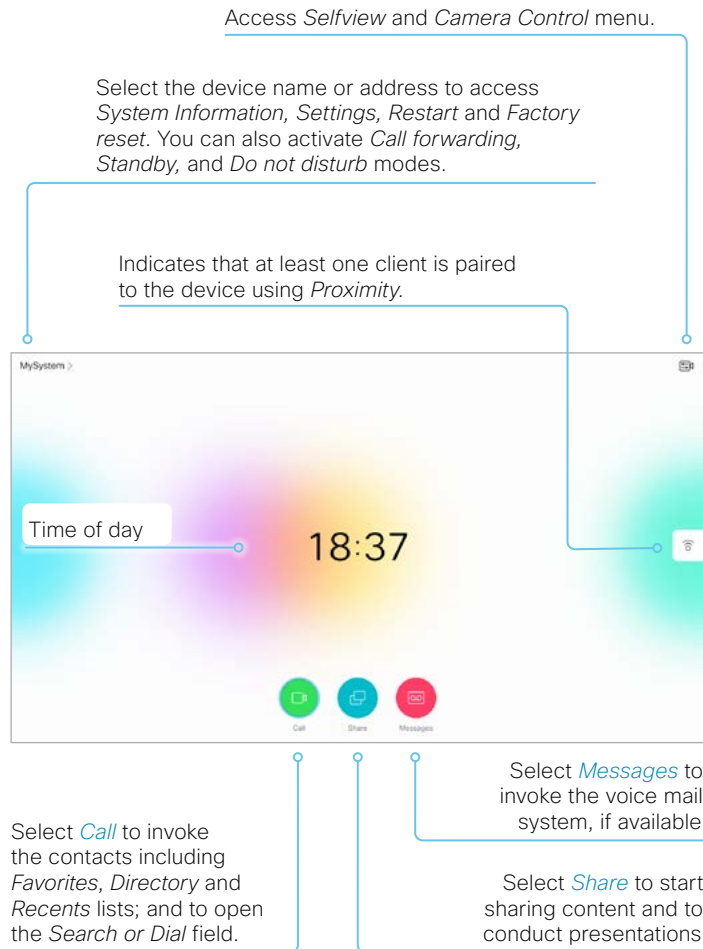 Access Selfview and Camera Control menu.
Select the device name or address to access
System Information, Settings, Restart and Factory
reset. You can also activate Call forwarding,
Standby, and Do not disturb modes.
Indicates that at least one client is paired
to the device using Proximity.
MySystem >
Time of day
18:37
Call
Share
Messages
Select Messages to
invoke the voice mail
system, if available
Select Call to invoke
the contacts including
Favorites, Directory and
Recents lists; and to open
the Search or Dial field.
Select Share to start
sharing content and to
conduct presentations